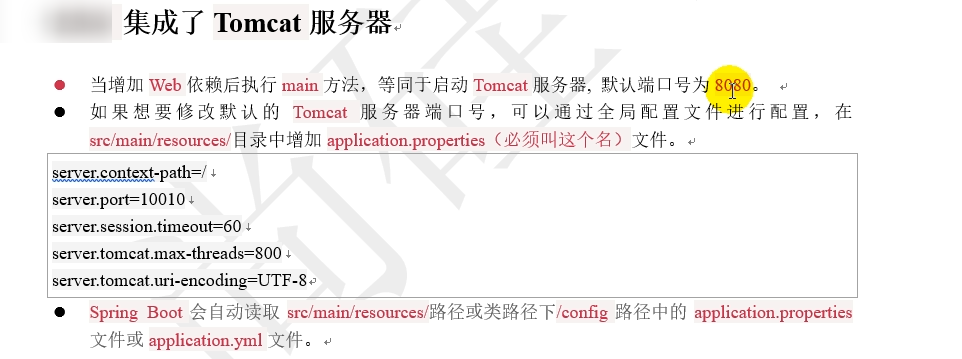 集成了 Tomcat 服务器
当增加 Web 依赖后执行 main 方法，等同于启动 Tomcat 服务器, 默认端口号为 8080。
如果想要修改默认的 Tomcat 服务器端口号，可以通过全局配置文件进行配置，在
src/main/resources/目录中增加 application.properties（必须叫这个名）文件。
server.context-path=/
server.port=10010
server.session.timeout=60
server.tomcat.max-threads=800
server.tomcat.uri-encoding=UTF-8
Spring Boot 会自动读取 src/main/resources/路径或类路径下/config 路径中的 application.properties
文件或 application.yml 文件。